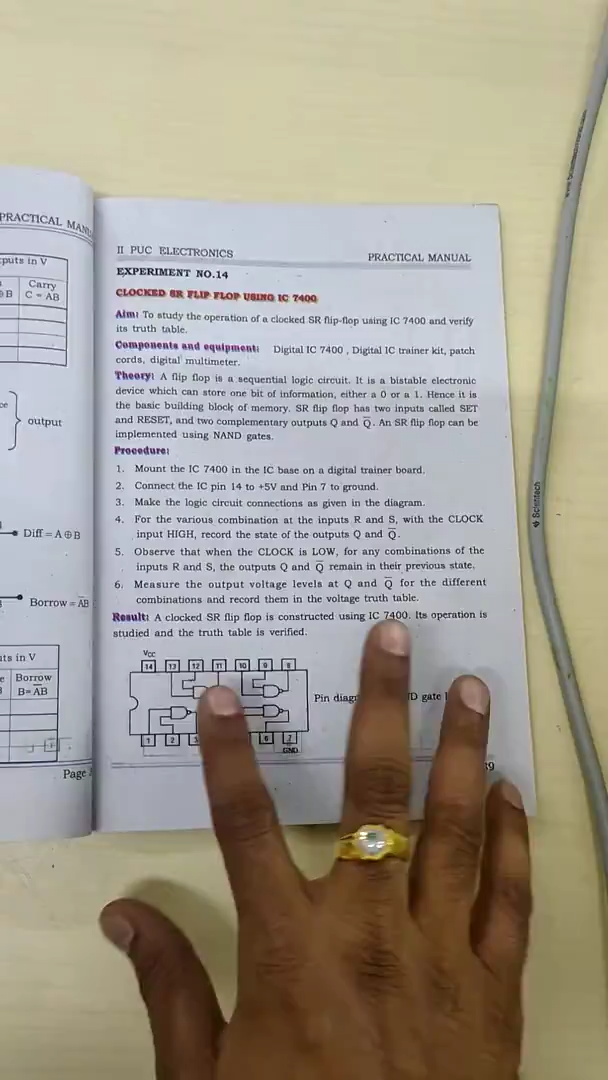 PRACTICAL MANU
puts in V
Carry
⊕B
C = AB
output
Diff = A ⊕ B
Borrow = A̅B
uts in V
Borrow
B= A̅B
Page
II PUC ELECTRONICS
PRACTICAL MANUAL
EXPERIMENT NO.14
CLOCKED SR FLIP FLOP USING IC 7400
Aim: To study the operation of a clocked SR flip-flop using IC 7400 and verify
its truth table.
Components and equipment: Digital IC 7400 , Digital IC trainer kit, patch
cords, digital multimeter.
Theory: A flip flop is a sequential logic circuit. It is a bistable electronic
device which can store one bit of information, either a 0 or a 1. Hence it is
the basic building block of memory. SR flip flop has two inputs called SET
and RESET, and two complementary outputs Q and Q̅. An SR flip flop can be
implemented using NAND gates.
Procedure:
1. Mount the IC 7400 in the IC base on a digital trainer board.
2. Connect the IC pin 14 to +5V and Pin 7 to ground.
3. Make the logic circuit connections as given in the diagram.
4. For the various combination at the inputs R and S, with the CLOCK
input HIGH, record the state of the outputs Q and Q̅.
5. Observe that when the CLOCK is LOW, for any combinations of the
inputs R and S, the outputs Q and Q̅ remain in their previous state.
6. Measure the output voltage levels at Q and Q̅ for the different
combinations and record them in the voltage truth table.
Result: A clocked SR flip flop is constructed using IC 7400. Its operation is
studied and the truth table is verified.
Vcc
14 13 12 11 10 9 8
Pin diag
D gate
1 2 3 6 7
GND
39
Scientech